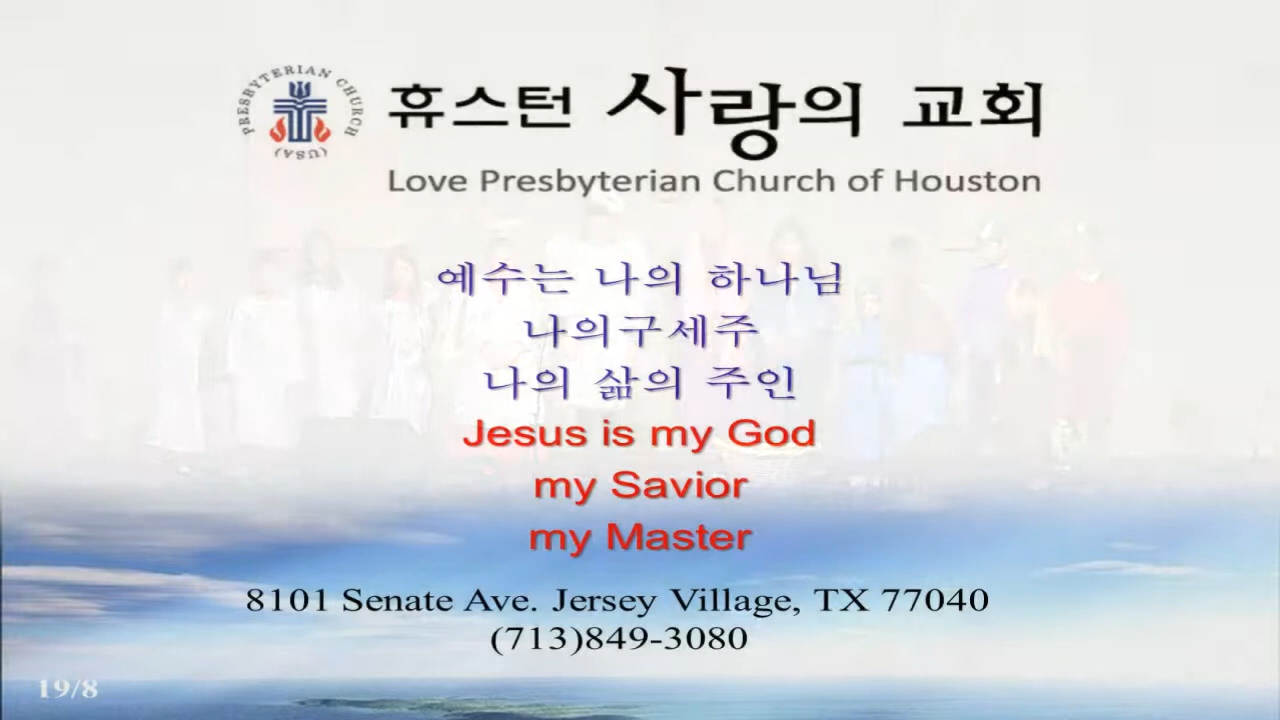 PRESBYTERIAN CHURCH
(USA)
휴스턴 사랑의 교회
Love Presbyterian Church of Houston
예수는 나의 하나님
나의구세주
나의 삶의 주인
Jesus is my God
my Savior
my Master
8101 Senate Ave. Jersey Village, TX 77040
(713)849-3080
19/8